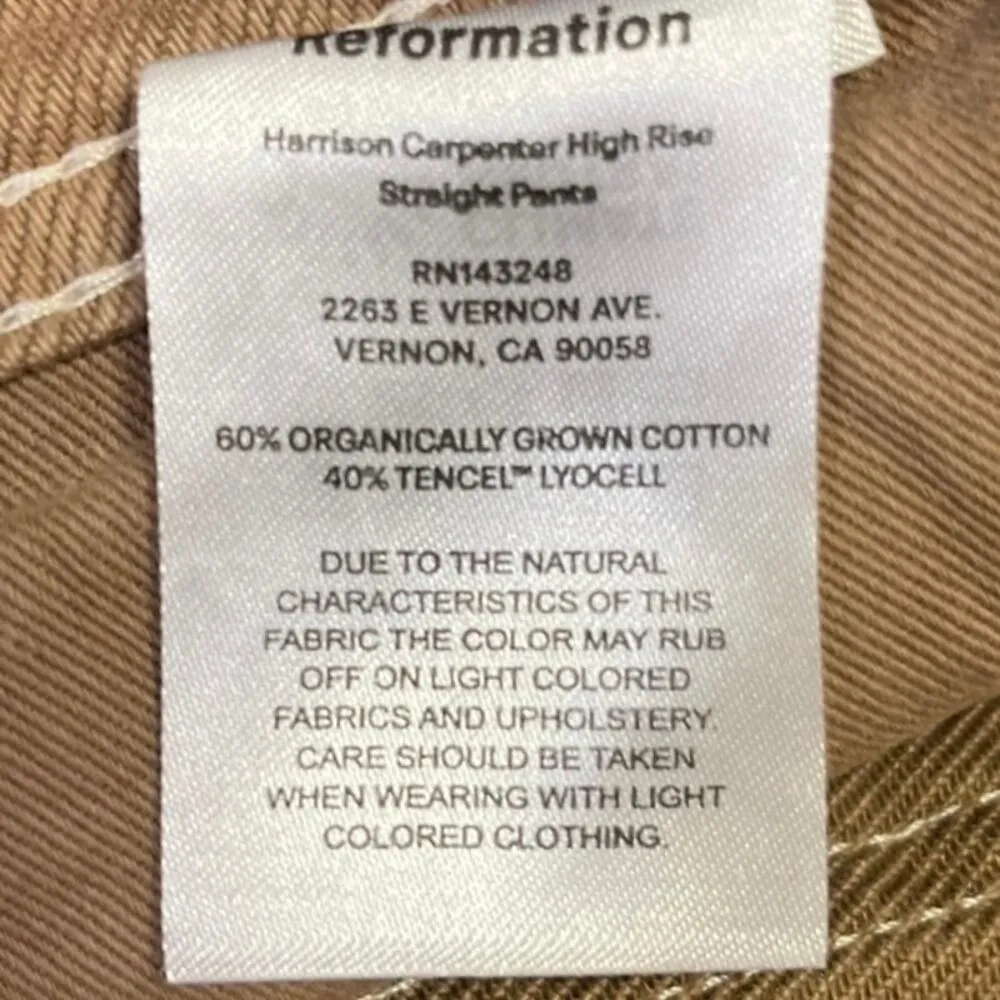 Reformation
Harrison Carpenter High Rise
Straight Pants
RN143248
2263 E VERNON AVE.
VERNON, CA 90058
60% ORGANICALLY GROWN COTTON
40% TENCEL™ LYOCELL
DUE TO THE NATURAL
CHARACTERISTICS OF THIS
FABRIC THE COLOR MAY RUB
OFF ON LIGHT COLORED
FABRICS AND UPHOLSTERY.
CARE SHOULD BE TAKEN
WHEN WEARING WITH LIGHT
COLORED CLOTHING.